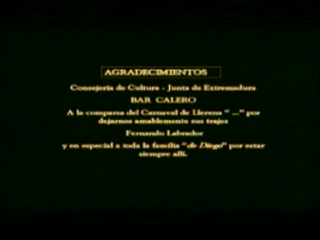 AGRADECIMIENTOS
Consejería de Cultura - Junta de Extremadura
BAR CALERO
A la comparsa del Carnaval de Llerena " ..." por
dejarnos amablemente sus trajes
Fernando Labrador
y en especial a toda la familia "de Diego" por estar
siempre allí.